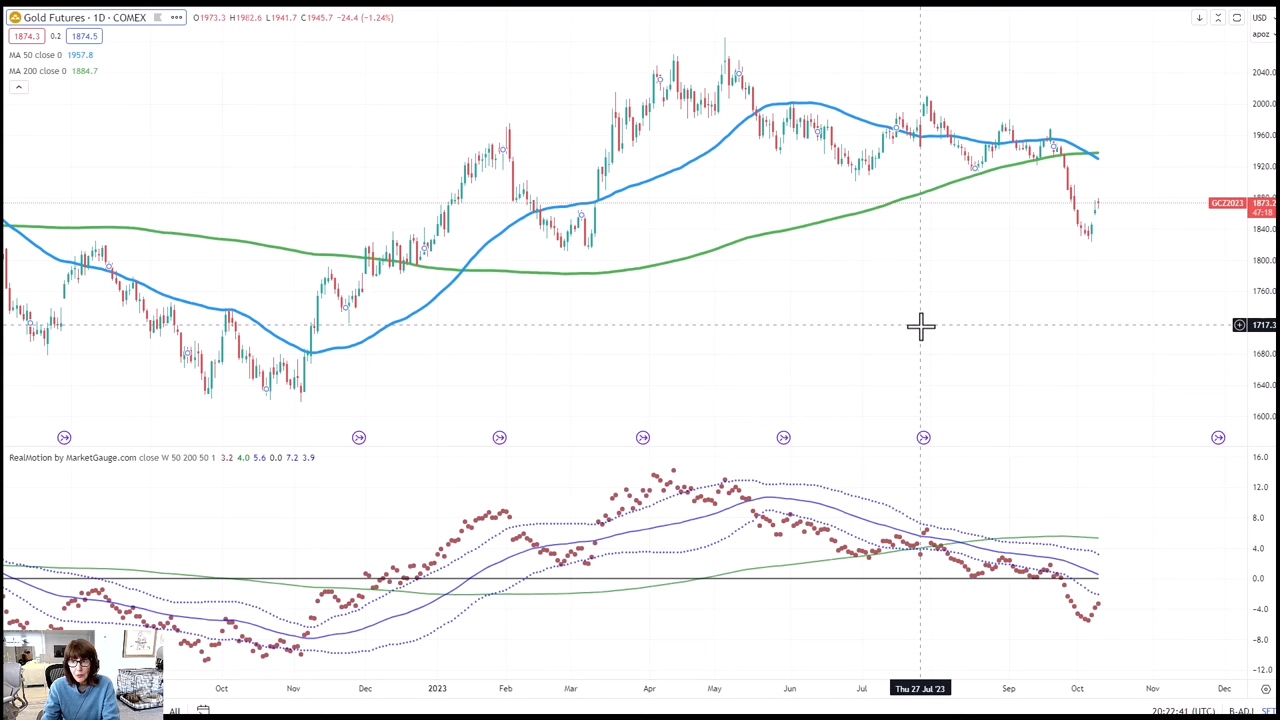 Gold Futures · 1D · COMEX O1973.3 H1982.6 L1941.7 C1945.7 −24.4 (−1.24%) USD
1874.3 0.2 1874.5 apoz
MA 50 close 0 1957.8
MA 200 close 0 1884.7
2040.0
2000.0
1960.0
1920.0
GCZ2023 1873.2
47:18
1840.0
1800.0
1760.0
1717.3
1680.0
1640.0
1600.0
RealMotion by MarketGauge.com close W 50 200 50 1 3.2 4.0 5.6 0.0 7.2 3.9
16.0
12.0
8.0
4.0
0.0
−4.0
−8.0
−12.0
Oct Nov Dec 2023 Feb Mar Apr May Jun Jul Thu 27 Jul '23 Sep Oct Nov Dec
All 20:22:41 (UTC) B-ADJ SET